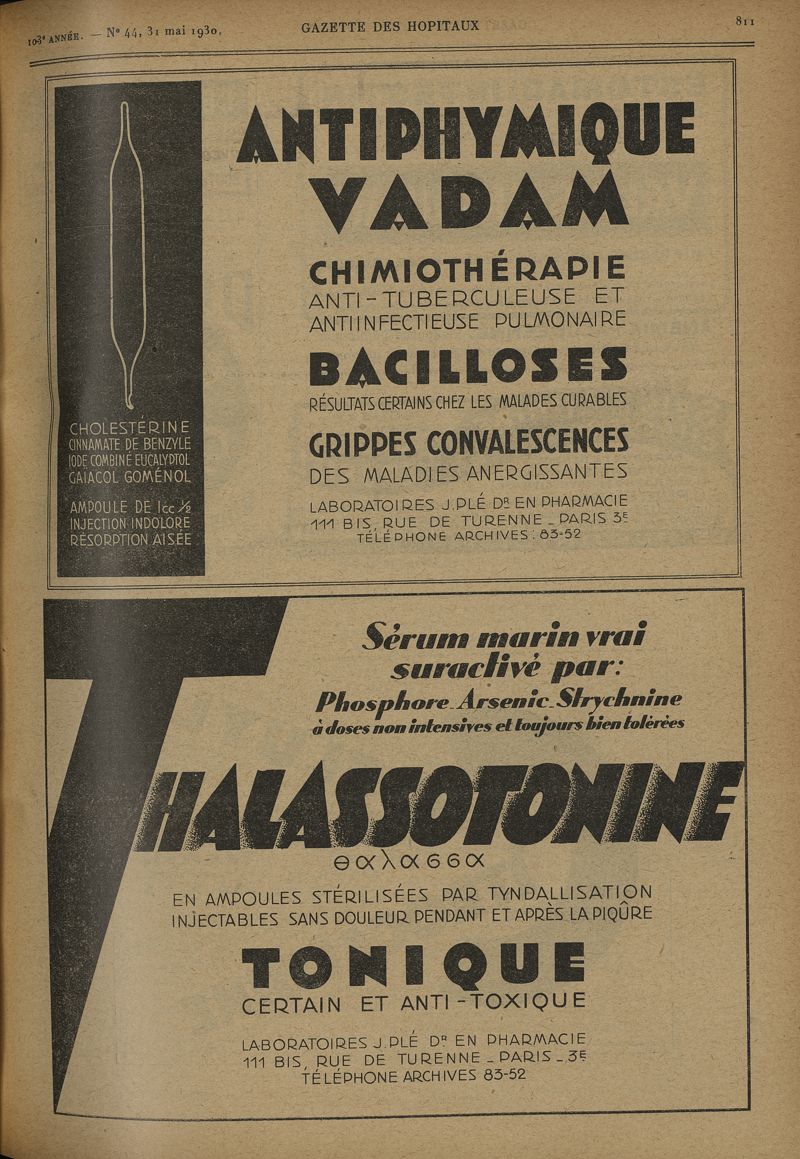 103ᵉ ANNÉE. — Nº 44, 31 mai 1930.
GAZETTE DES HOPITAUX
811
ANTIPHYMIQUE
VADAM
CHIMIOTHÉRAPIE
ANTI-TUBERCULEUSE ET
ANTIINFECTIEUSE PULMONAIRE
BACILLOSES
RÉSULTATS CERTAINS CHEZ LES MALADES CURABLES
GRIPPES CONVALESCENCES
DES MALADIES ANERGISSANTES
LABORATOIRES J. PLÉ Dᴿ EN PHARMACIE
111 BIS, RUE DE TURENNE - PARIS 3ᴱ
TÉLÉPHONE ARCHIVES : 83-52
CHOLESTÉRINE
CINNAMATE DE BENZYLE
IODE COMBINÉ EUCALYPTOL
GAIACOL GOMÉNOL
AMPOULE DE 1cc ½
INJECTION INDOLORE
RÉSORPTION AISÉE
Sérum marin vrai
suractivé par:
Phosphore-Arsenic-Strychnine
à doses non intensives et toujours bien tolérées
THALASSOTONINE
θαλασσα
EN AMPOULES STÉRILISÉES PAR TYNDALLISATION
INJECTABLES SANS DOULEUR PENDANT ET APRÈS LA PIQÛRE
TONIQUE
CERTAIN ET ANTI-TOXIQUE
LABORATOIRES J. PLÉ Dᴿ EN PHARMACIE
111 BIS, RUE DE TURENNE - PARIS - 3ᴱ
TÉLÉPHONE ARCHIVES 83-52